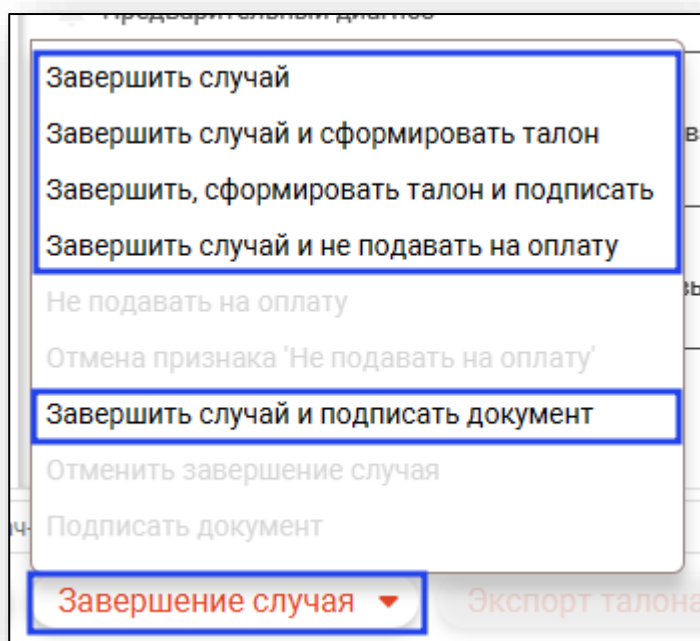 Предварительный диагноз
Завершить случай
Завершить случай и сформировать талон
Завершить, сформировать талон и подписать
Завершить случай и не подавать на оплату
Не подавать на оплату
Отмена признака 'Не подавать на оплату'
Завершить случай и подписать документ
Отменить завершение случая
Подписать документ
Завершение случая
Экспорт талона